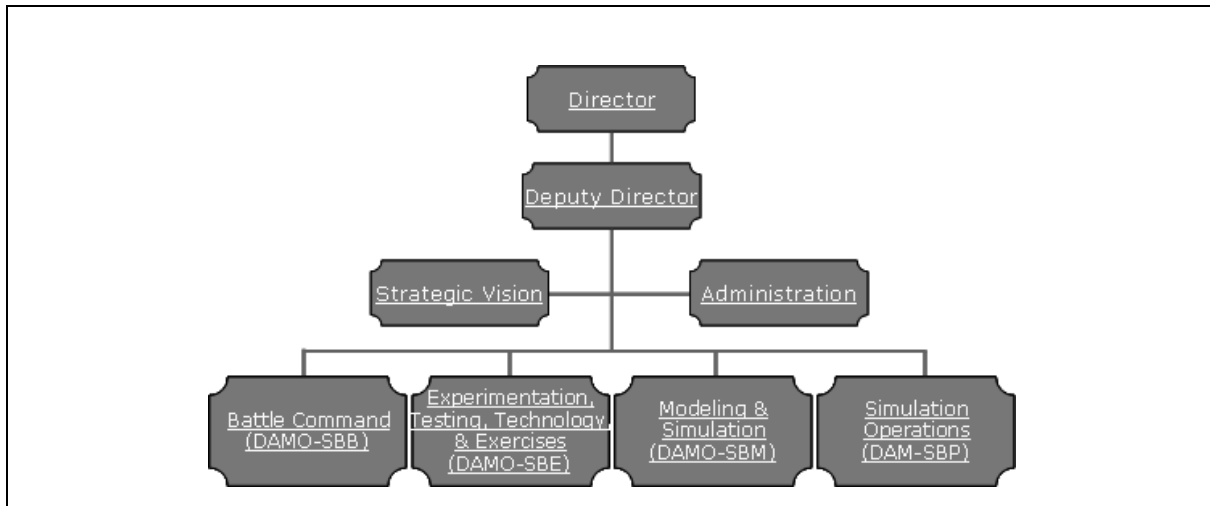 Director
Deputy Director
Strategic Vision
Administration
Battle Command
(DAMO-SBB)
Experimentation,
Testing, Technology,
& Exercises
(DAMO-SBE)
Modeling &
Simulation
(DAMO-SBM)
Simulation
Operations
(DAM-SBP)